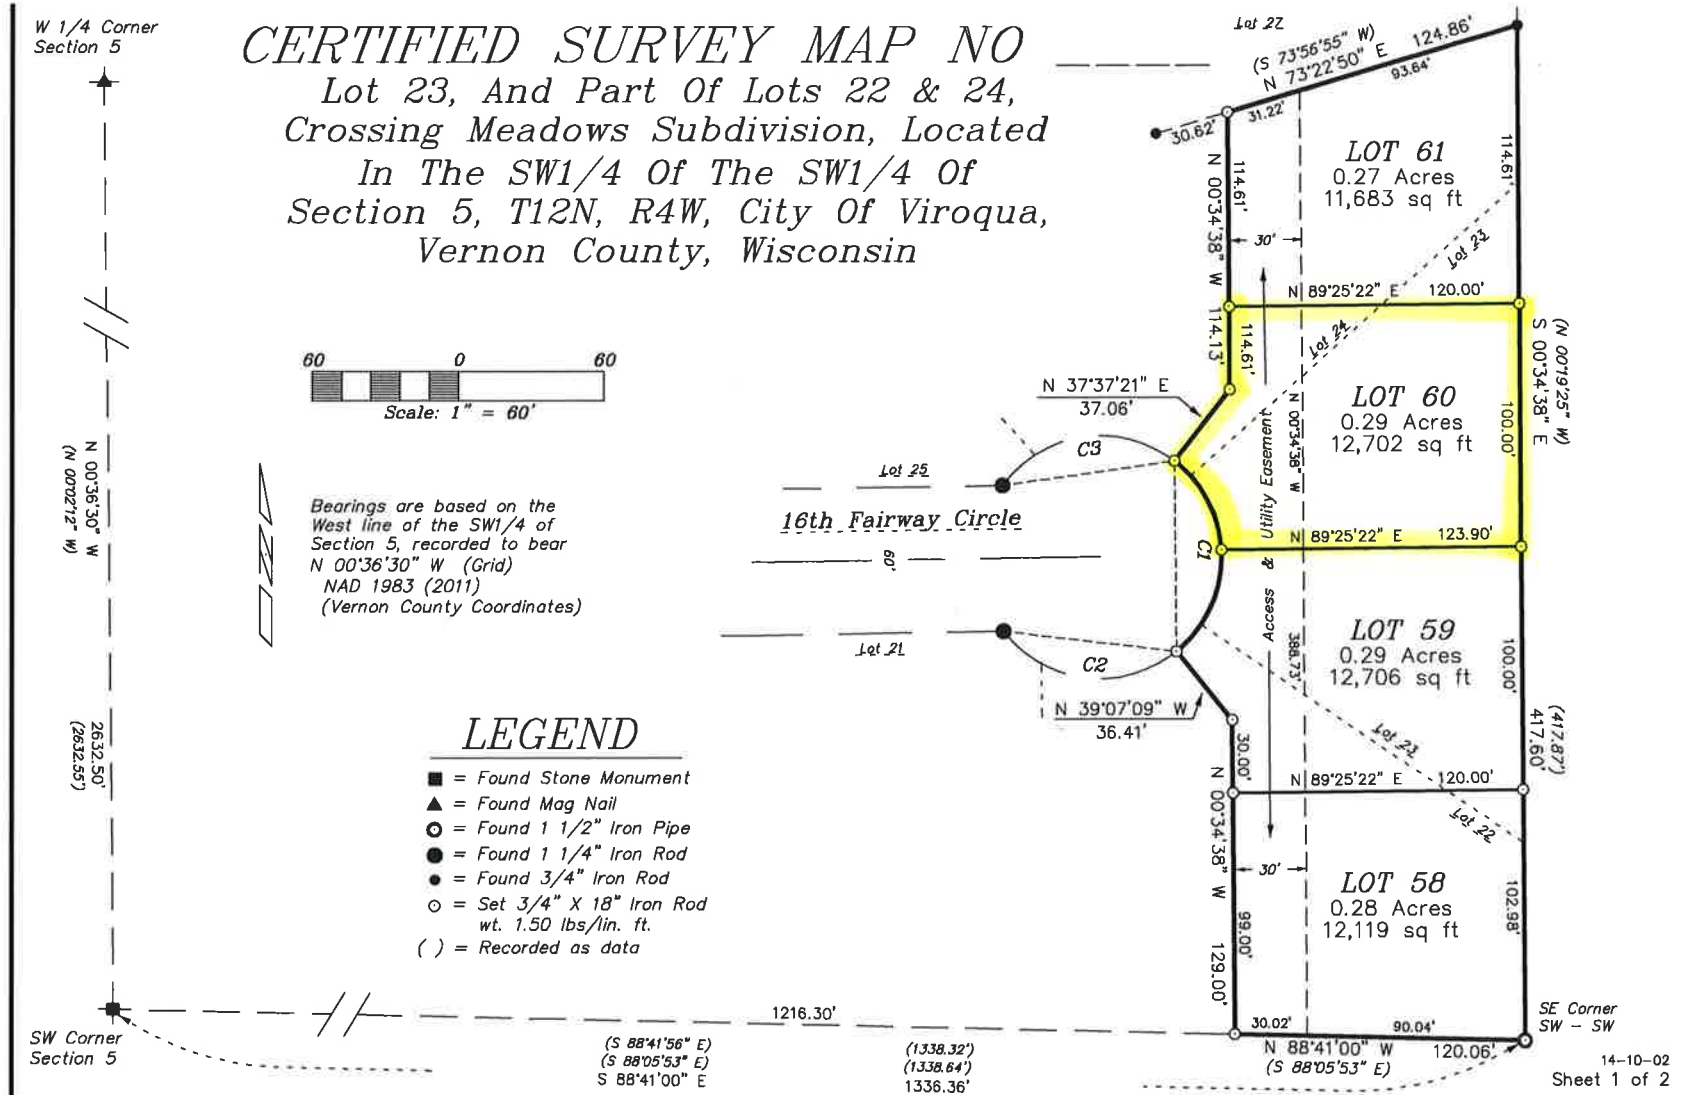 W 1/4 Corner
Section 5
CERTIFIED SURVEY MAP NO
Lot 23, And Part Of Lots 22 & 24,
Crossing Meadows Subdivision, Located
In The SW1/4 Of The SW1/4 Of
Section 5, T12N, R4W, City Of Viroqua,
Vernon County, Wisconsin
60 0 60
Scale: 1" = 60'
Bearings are based on the
West line of the SW1/4 of
Section 5, recorded to bear
N 00°36'30" W (Grid)
NAD 1983 (2011)
(Vernon County Coordinates)
N 00°36'30" W
(N 00°02'12" W)
2632.50'
(2632.55')
LEGEND
= Found Stone Monument
= Found Mag Nail
= Found 1 1/2" Iron Pipe
= Found 1 1/4" Iron Rod
= Found 3/4" Iron Rod
= Set 3/4" X 18" Iron Rod
wt. 1.50 lbs/lin. ft.
( ) = Recorded as data
SW Corner
Section 5
1216.30'
(S 88°41'56" E) (1338.32')
(S 88°05'53" E) (1338.64')
S 88°41'00" E 1336.36'
Lot 25
16th Fairway Circle
60'
Lot 21
C3
C1
C2
N 37°37'21" E
37.06'
N 39°07'09" W
36.41'
Lot 22
(S 73°56'55" W)
N 73°22'50" E 124.86'
93.64'
31.22'
30.62'
N 00°34'38" W
114.61'
114.13'
114.61'
30'
LOT 61
0.27 Acres
11,683 sq ft
114.61'
Lot 23
N 89°25'22" E 120.00'
Lot 24
LOT 60
0.29 Acres
12,702 sq ft
100.00'
S 00°34'38" E
(N 00°19'25" W)
N 00°34'38" W
388.73'
Access & Utility Easement
N 89°25'22" E 123.90'
LOT 59
0.29 Acres
12,706 sq ft
100.00'
417.60'
(417.87')
Lot 23
30.00'
N 89°25'22" E 120.00'
Lot 22
N 00°34'38" W
129.00'
99.00'
30'
LOT 58
0.28 Acres
12,119 sq ft
102.98'
30.02' 90.04'
N 88°41'00" W 120.06'
(S 88°05'53" E)
SE Corner
SW - SW
14-10-02
Sheet 1 of 2